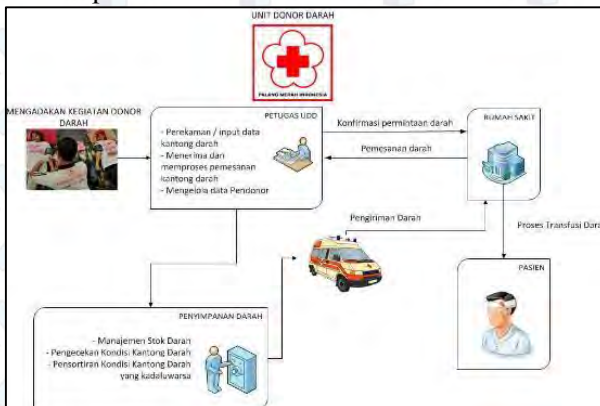 UNIT DONOR DARAH
PALANG MERAH INDONESIA
MENGADAKAN KEGIATAN DONOR
DARAH
PETUGAS UDD
- Perekaman / input data
kantong darah
- Menerima dan
memproses pemesanan
kantong darah
- Mengelola data Pendonor
Konfirmasi permintaan darah
Pemesanan darah
RUMAH SAKIT
Pengiriman Darah
Proses Transfusi Dara
PASIEN
PENYIMPANAN DARAH
- Manajemen Stok Darah
- Pengecekan Kondisi Kantong Darah
- Pensortiran Kondisi Kantong Darah
yang kadaluwarsa